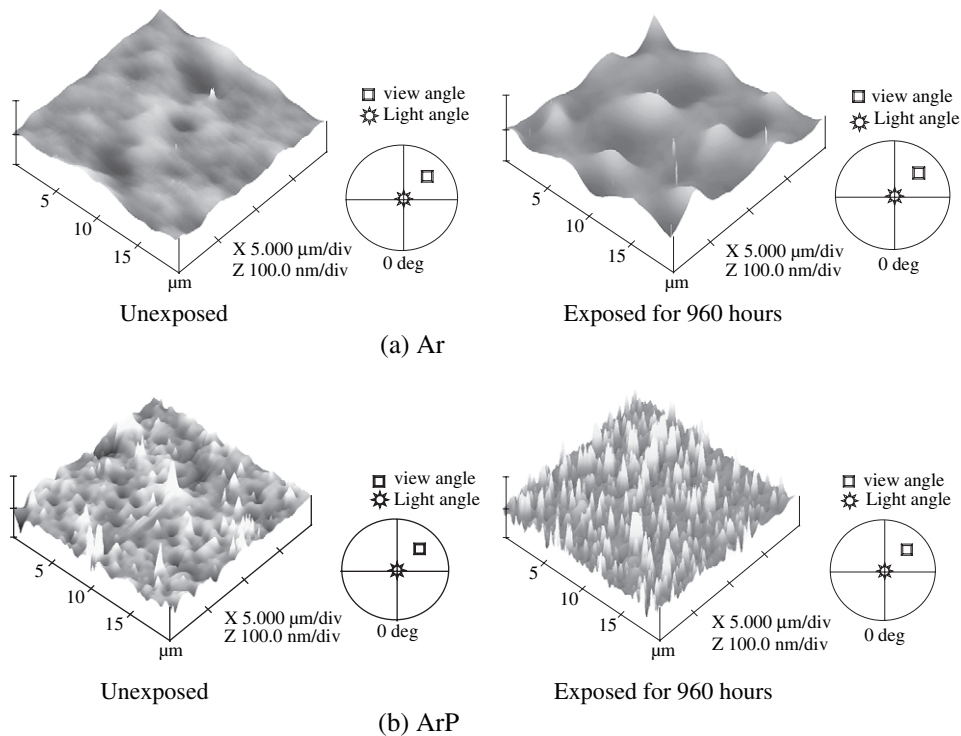 view angle
Light angle
5
10
15
µm
X 5.000 µm/div
Z 100.0 nm/div
0 deg
Unexposed
view angle
Light angle
5
10
15
µm
X 5.000 µm/div
Z 100.0 nm/div
0 deg
Exposed for 960 hours
(a) Ar
view angle
Light angle
5
10
15
µm
X 5.000 µm/div
Z 100.0 nm/div
0 deg
Unexposed
view angle
Light angle
5
10
15
µm
X 5.000 µm/div
Z 100.0 nm/div
0 deg
Exposed for 960 hours
(b) ArP